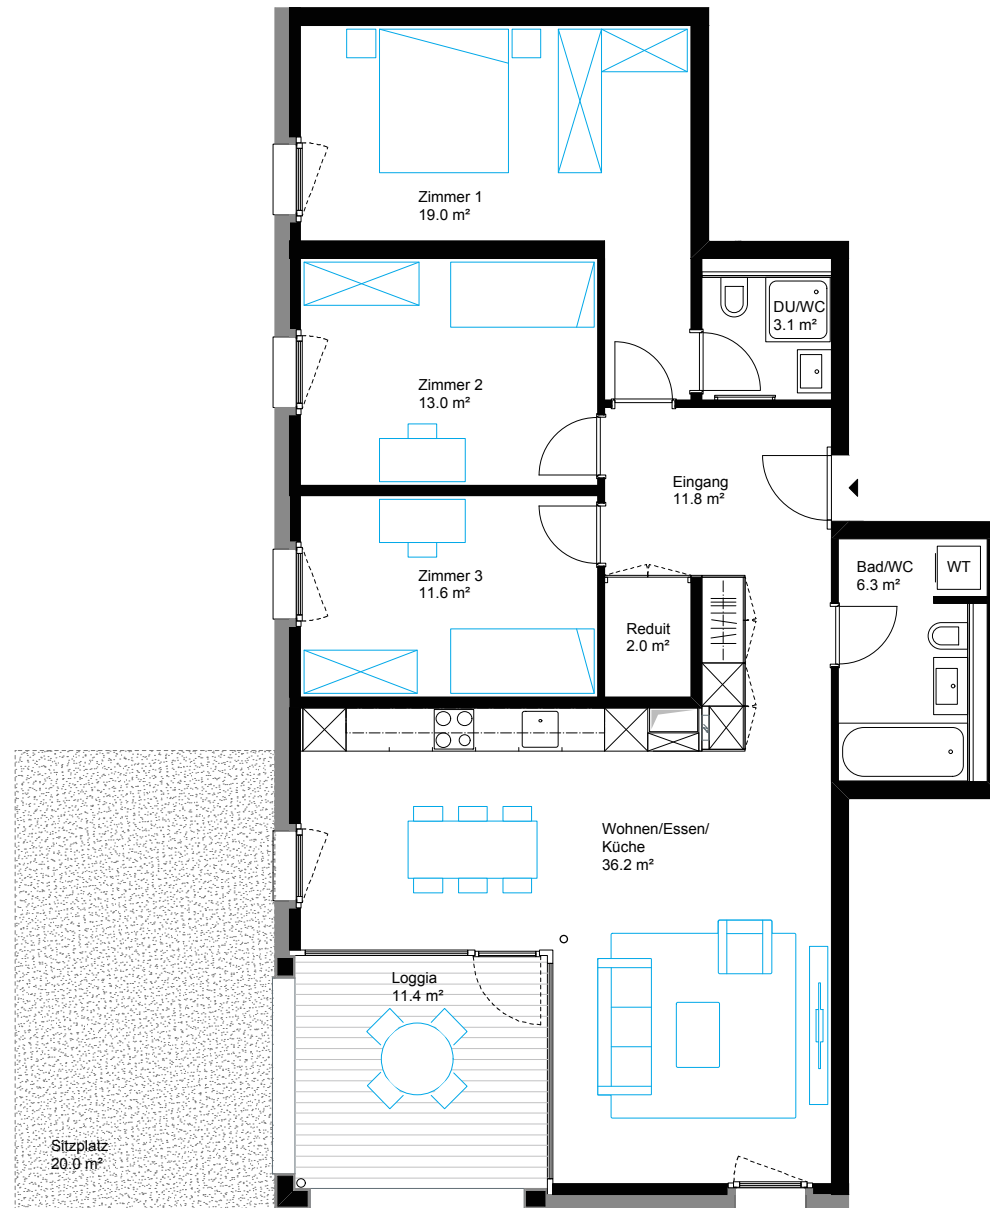 Zimmer 1
19.0 m²
DU/WC
3.1 m²
Zimmer 2
13.0 m²
Eingang
11.8 m²
Zimmer 3
11.6 m²
Bad/WC
6.3 m²
WT
Reduit
2.0 m²
Wohnen/Essen/
Küche
36.2 m²
Loggia
11.4 m²
Sitzplatz
20.0 m²